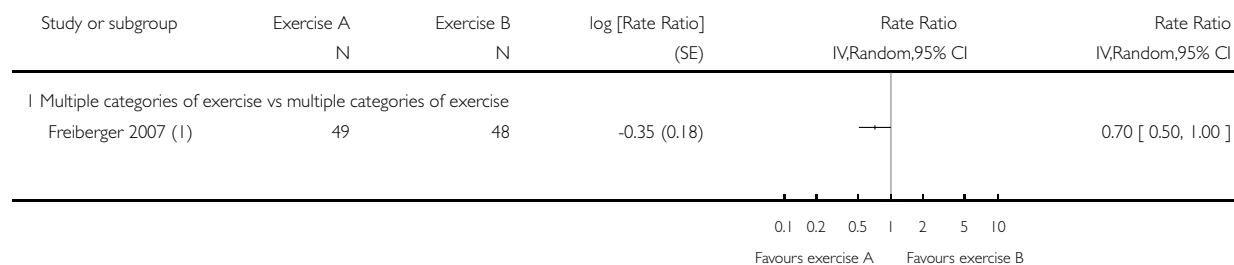 Study or subgroup Exercise A Exercise B log [Rate Ratio] Rate Ratio Rate Ratio
N N (SE) IV,Random,95% CI IV,Random,95% CI
1 Multiple categories of exercise vs multiple categories of exercise
Freiberger 2007 (1) 49 48 -0.35 (0.18) 0.70 [ 0.50, 1.00 ]
0.1 0.2 0.5 1 2 5 10
Favours exercise A Favours exercise B